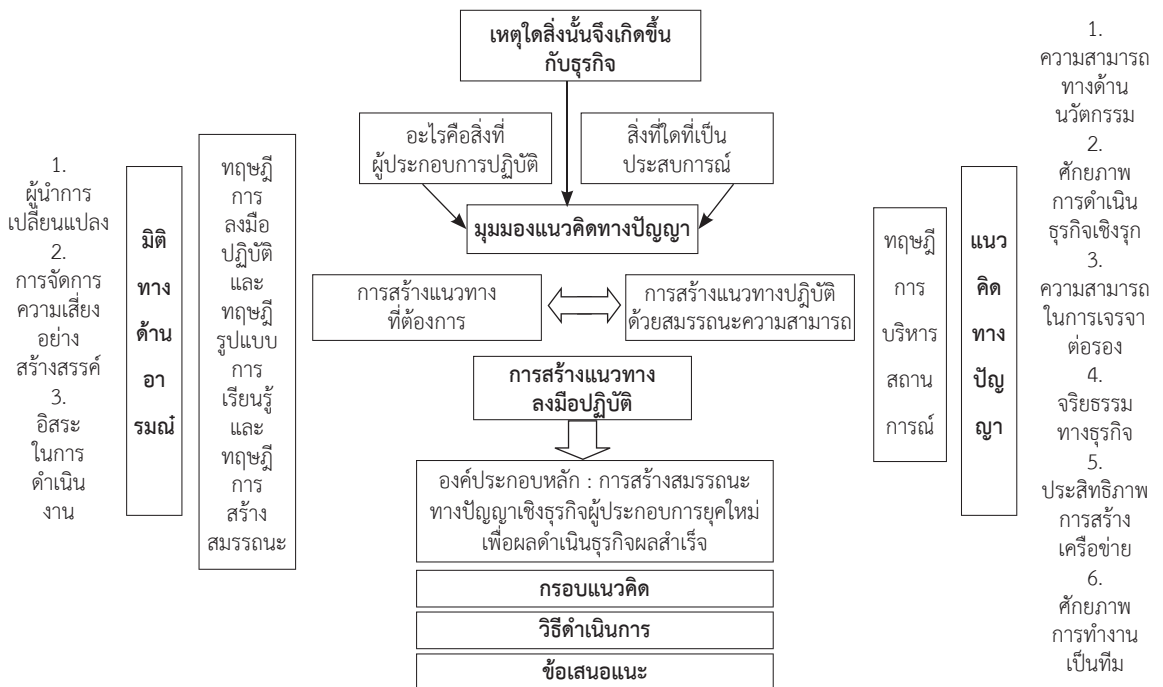 เหตุใดสิ่งนั้นจึงเกิดขึ้น
กับธุรกิจ
อะไรคือสิ่งที่
ผู้ประกอบการปฏิบัติ
สิ่งที่ใดที่เป็น
ประสบการณ์
มุมมองแนวคิดทางปัญญา
การสร้างแนวทาง
ที่ต้องการ
การสร้างแนวทางปฏิบัติ
ด้วยสมรรถนะความสามารถ
การสร้างแนวทาง
ลงมือปฏิบัติ
องค์ประกอบหลัก : การสร้างสมรรถนะ
ทางปัญญาเชิงธุรกิจผู้ประกอบการยุคใหม่
เพื่อผลดำเนินธุรกิจผลสำเร็จ
กรอบแนวคิด
วิธีดำเนินการ
ข้อเสนอแนะ
1.
ผู้นำการ
เปลี่ยนแปลง
2.
การจัดการ
ความเสี่ยง
อย่าง
สร้างสรรค์
3.
อิสระ
ในการ
ดำเนิน
งาน
มิติ
ทาง
ด้าน
อา
รมณ์
ทฤษฎี
การ
ลงมือ
ปฏิบัติ
และ
ทฤษฎี
รูปแบบ
การ
เรียนรู้
และ
ทฤษฎี
การ
สร้าง
สมรรถนะ
ทฤษฎี
การ
บริหาร
สถาน
การณ์
แนว
คิด
ทาง
ปัญ
ญา
1.
ความสามารถ
ทางด้าน
นวัตกรรม
2.
ศักยภาพ
การดำเนิน
ธุรกิจเชิงรุก
3.
ความสามารถ
ในการเจรจา
ต่อรอง
4.
จริยธรรม
ทางธุรกิจ
5.
ประสิทธิภาพ
การสร้าง
เครือข่าย
6.
ศักยภาพ
การทำงาน
เป็นทีม